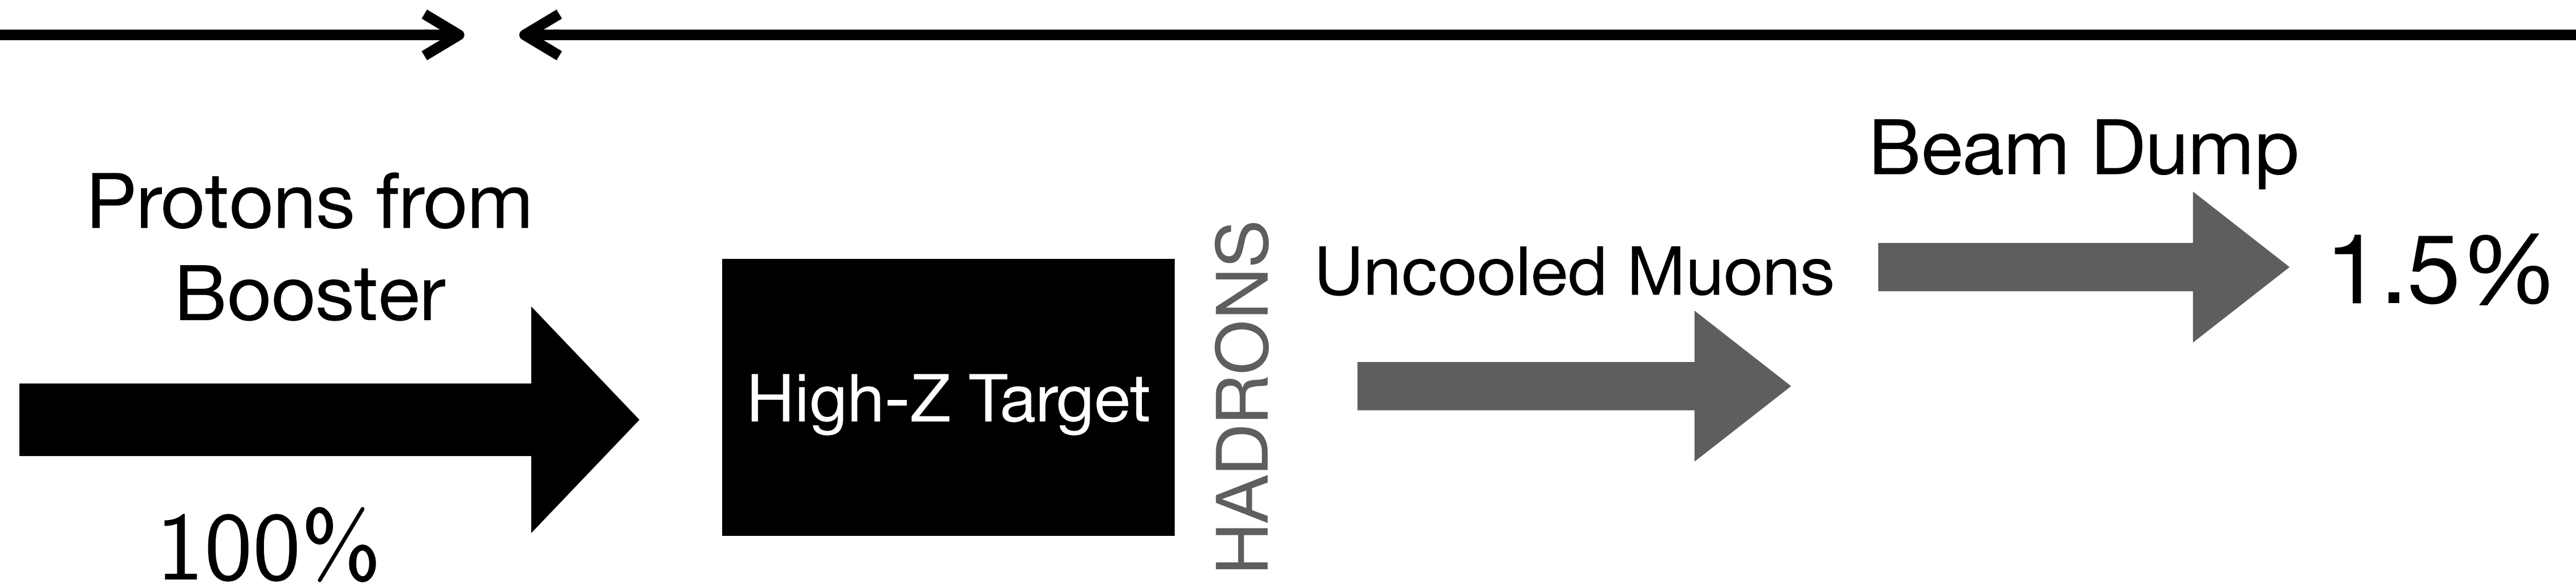 Protons from
Booster
100%
High-Z Target
HADRONS
Uncooled Muons
Beam Dump
1.5%